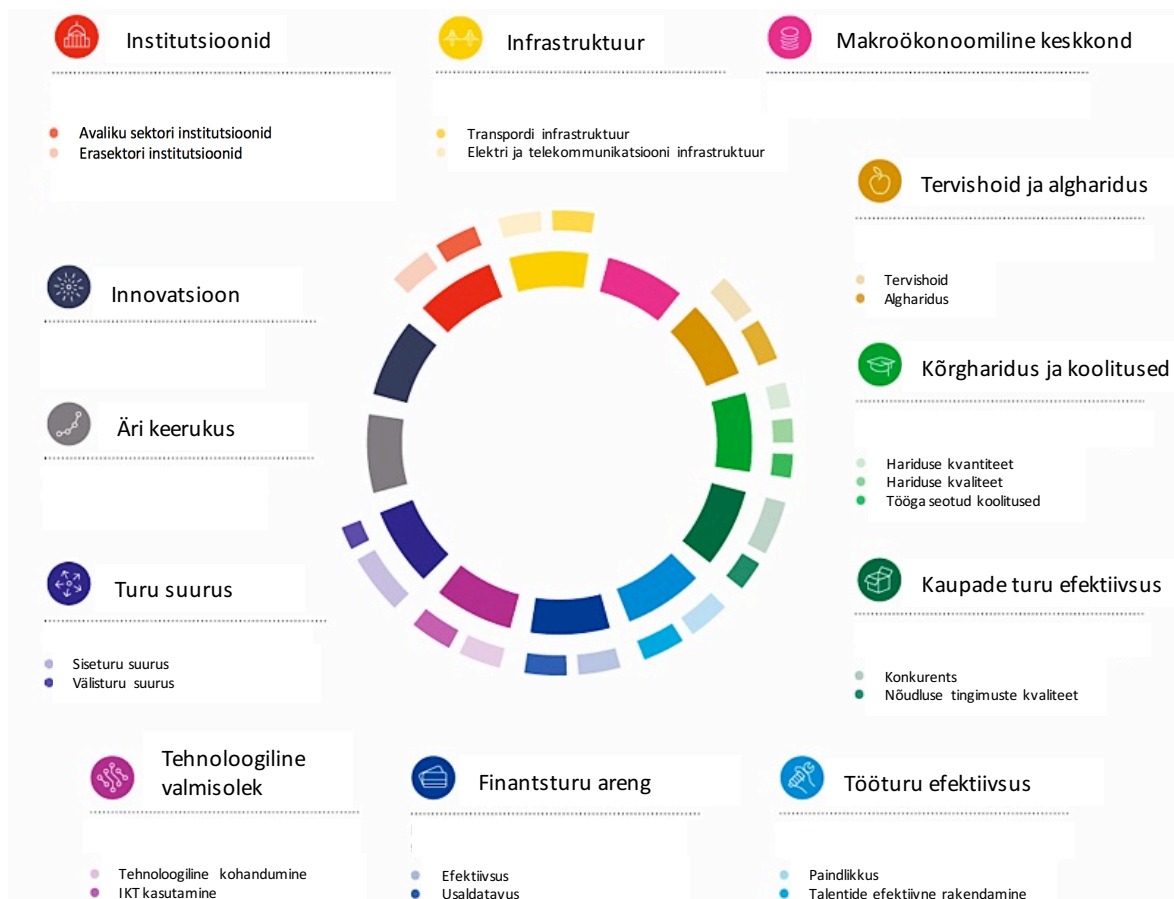 Institutsioonid
Avaliku sektori institutsioonid
Erasektori institutsioonid
Infrastruktuur
Transpordi infrastruktuur
Elektri ja telekommunikatsiooni infrastruktuur
Makroökonoomiline keskkond
Tervishoid ja algharidus
Tervishoid
Algharidus
Kõrgharidus ja koolitused
Hariduse kvantiteet
Hariduse kvaliteet
Tööga seotud koolitused
Kaupade turu efektiivsus
Konkurents
Nõudluse tingimuste kvaliteet
Tööturu efektiivsus
Paindlikkus
Talentide efektiivne rakendamine
Finantsturu areng
Efektiivsus
Usaldatavus
Tehnoloogiline
valmisolek
Tehnoloogiline kohandumine
IKT kasutamine
Turu suurus
Siseturu suurus
Välisturu suurus
Äri keerukus
Innovatsioon